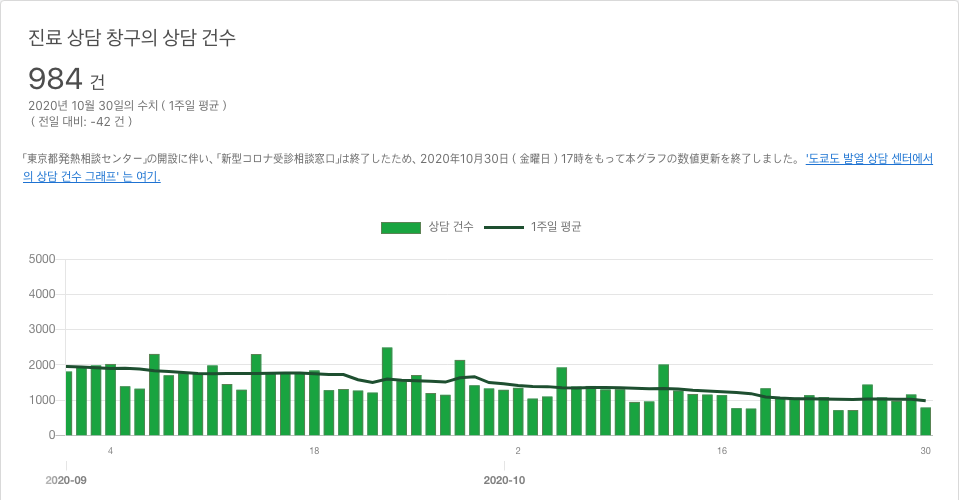 진료 상담 창구의 상담 건수
984 건
2020년 10월 30일의 수치 ( 1주일 평균 )
( 전일 대비: -42 건 )
「東京都発熱相談センター」の開設に伴い、「新型コロナ受診相談窓口」は終了したため、2020年10月30日 ( 金曜日 ) 17時をもって本グラフの数値更新を終了しました。 '도쿄도 발열 상담 센터에서
의 상담 건수 그래프' 는 여기.
상담 건수 1주일 평균
5000
4000
3000
2000
1000
0
4 18 2 16 30
2020-09 2020-10